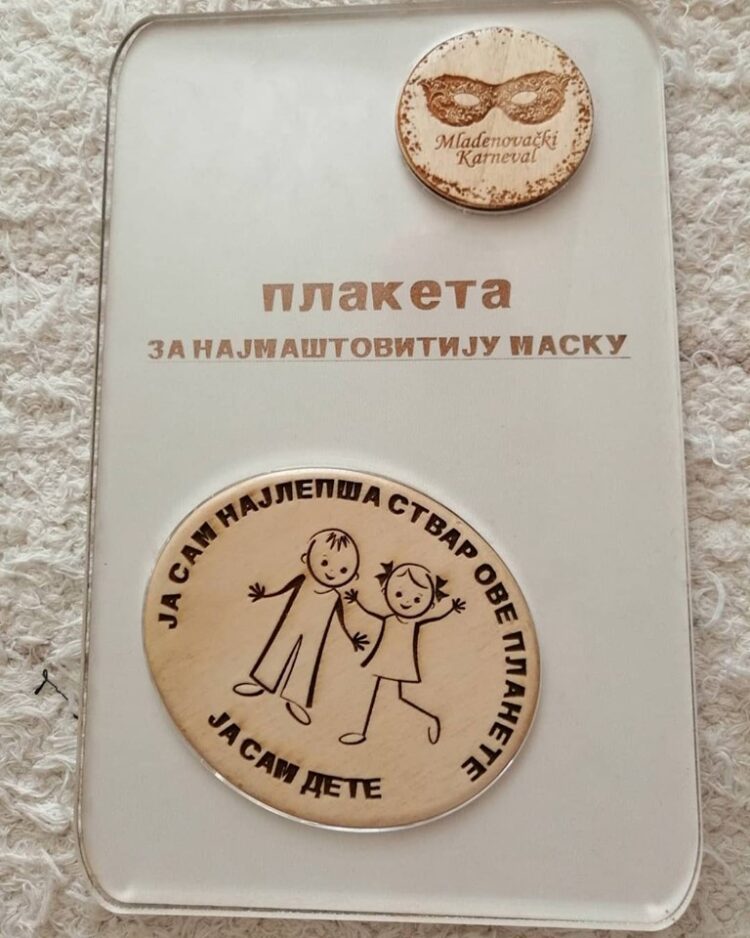 Mladenovački
Karneval
плакета
ЗА НАЈМАШТОВИТИЈУ МАСКУ
ЈА САМ НАЈЛЕПША СТВАР ОВЕ ПЛАНЕТЕ
ЈА САМ ДЕТЕ